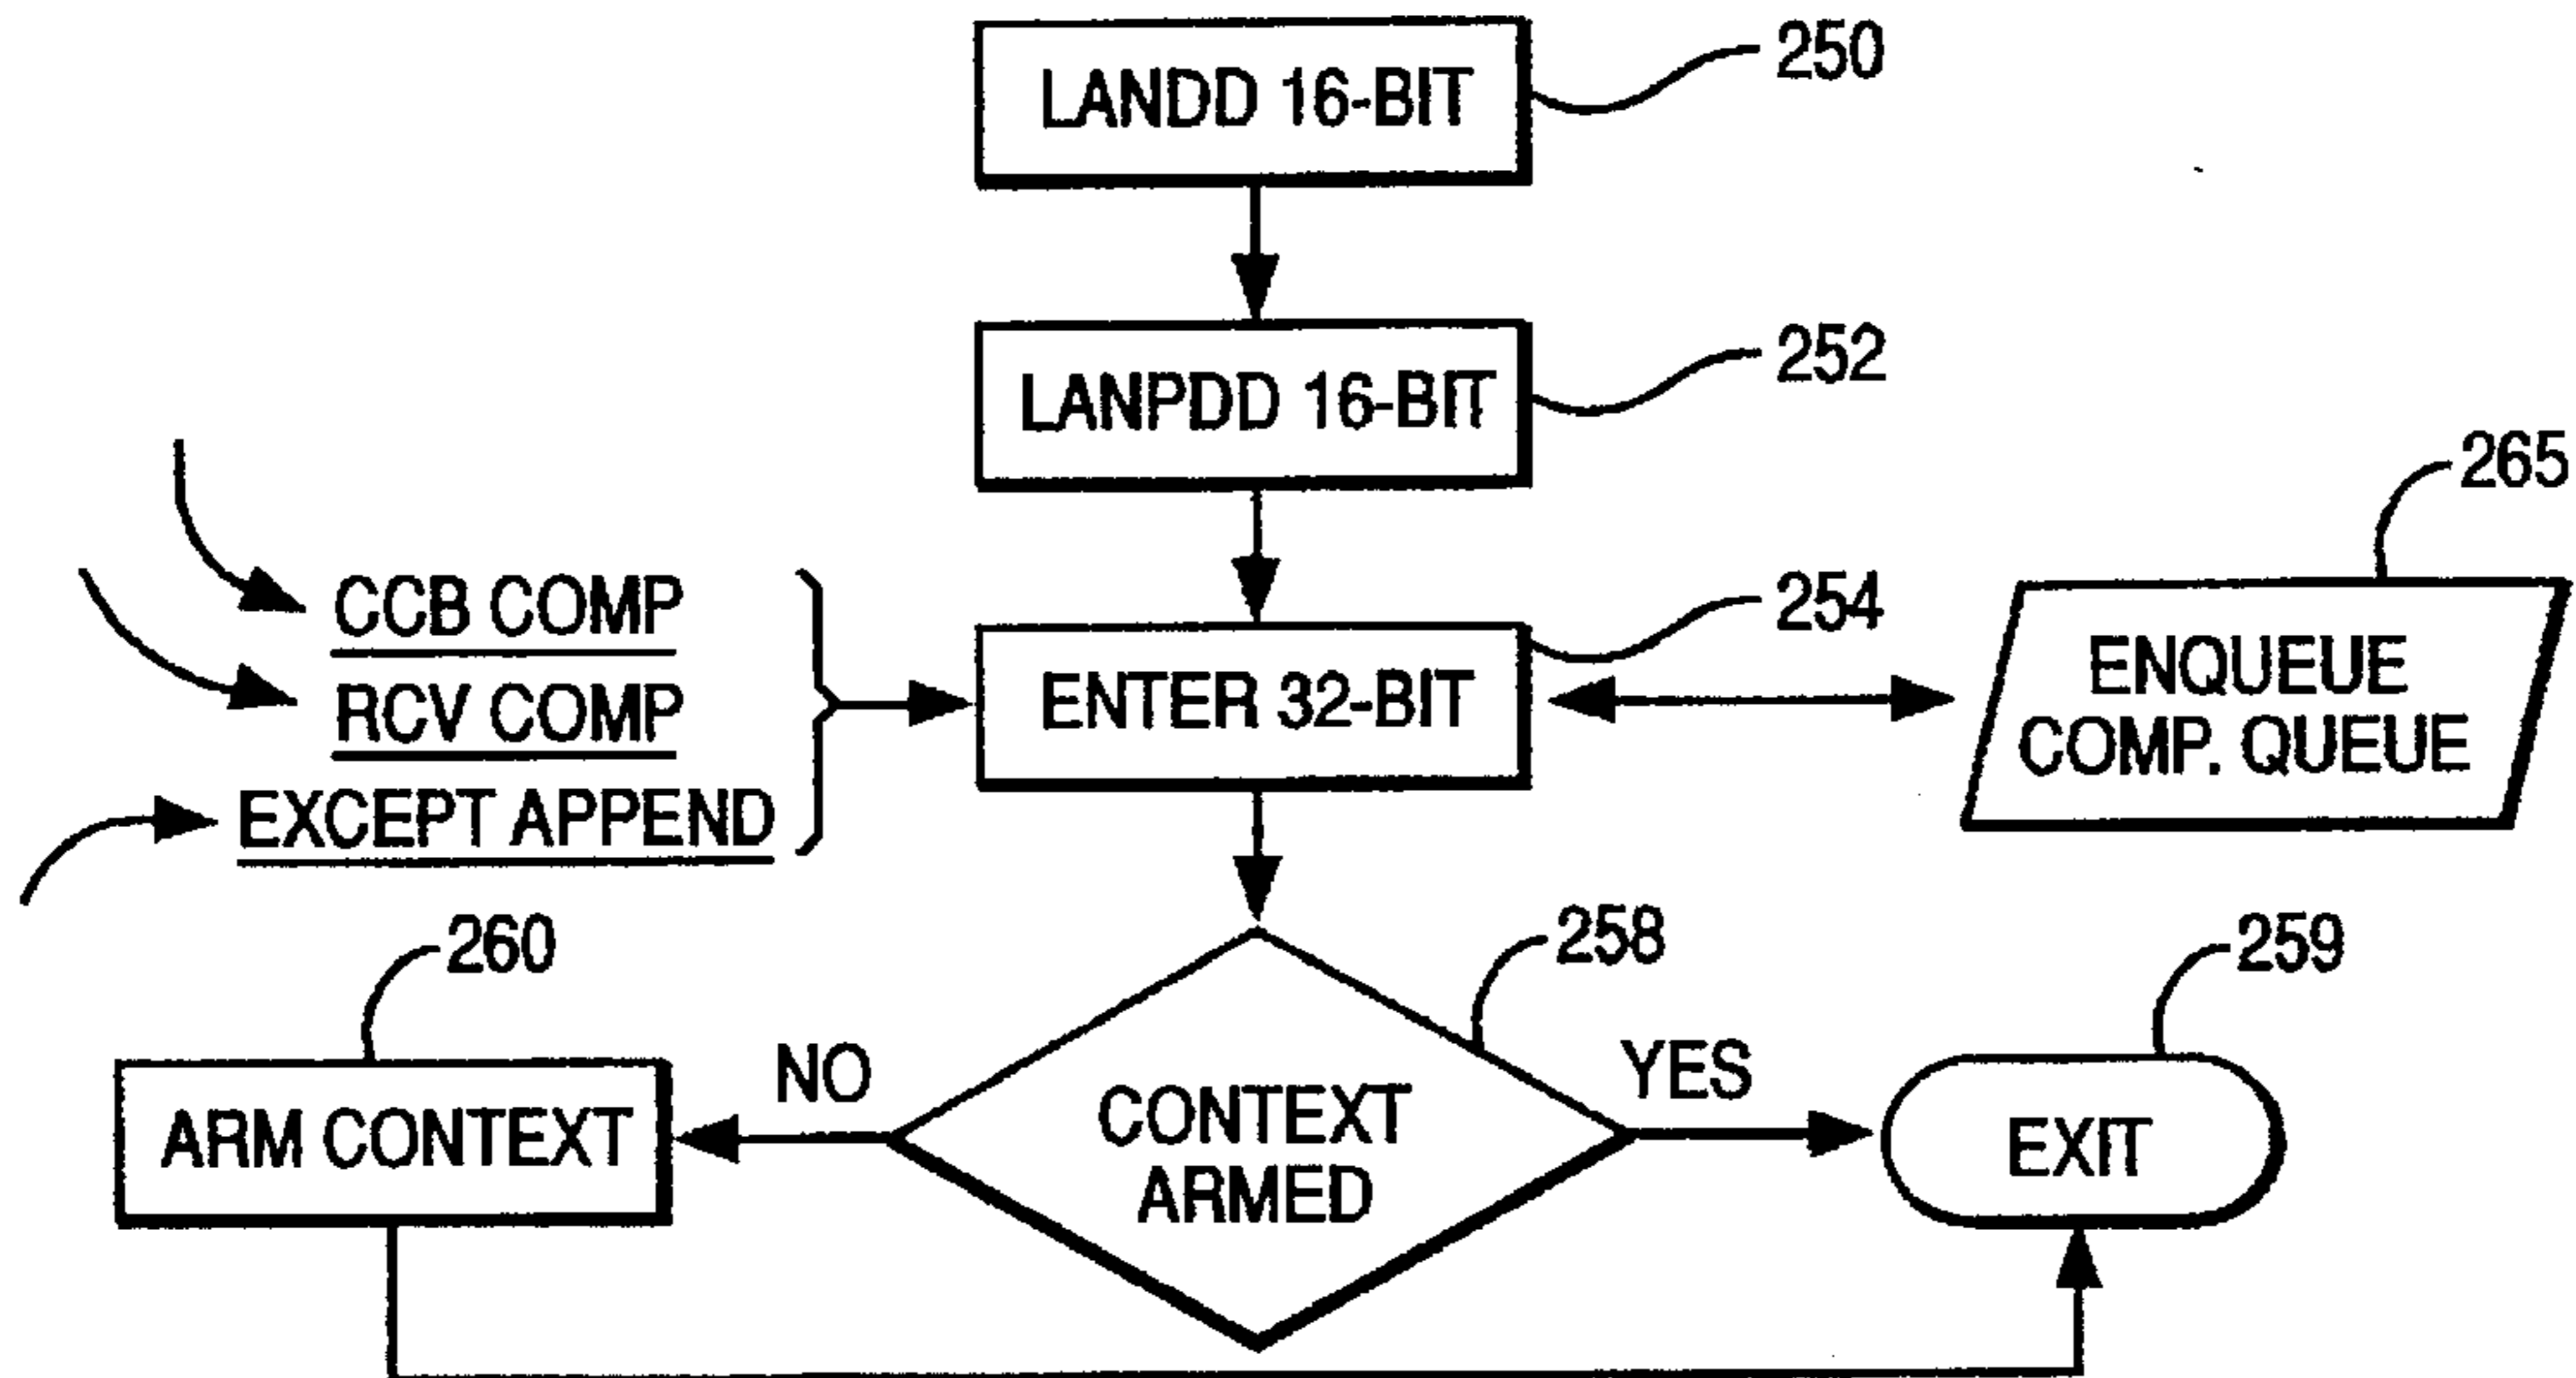 LANDD 16-BIT
250
LANPDD 16-BIT
252
265
CCB COMP
RCV COMP
EXCEPT APPEND
ENTER 32-BIT
254
ENQUEUE
COMP. QUEUE
260
258
259
ARM CONTEXT
NO
CONTEXT
ARMED
YES
EXIT